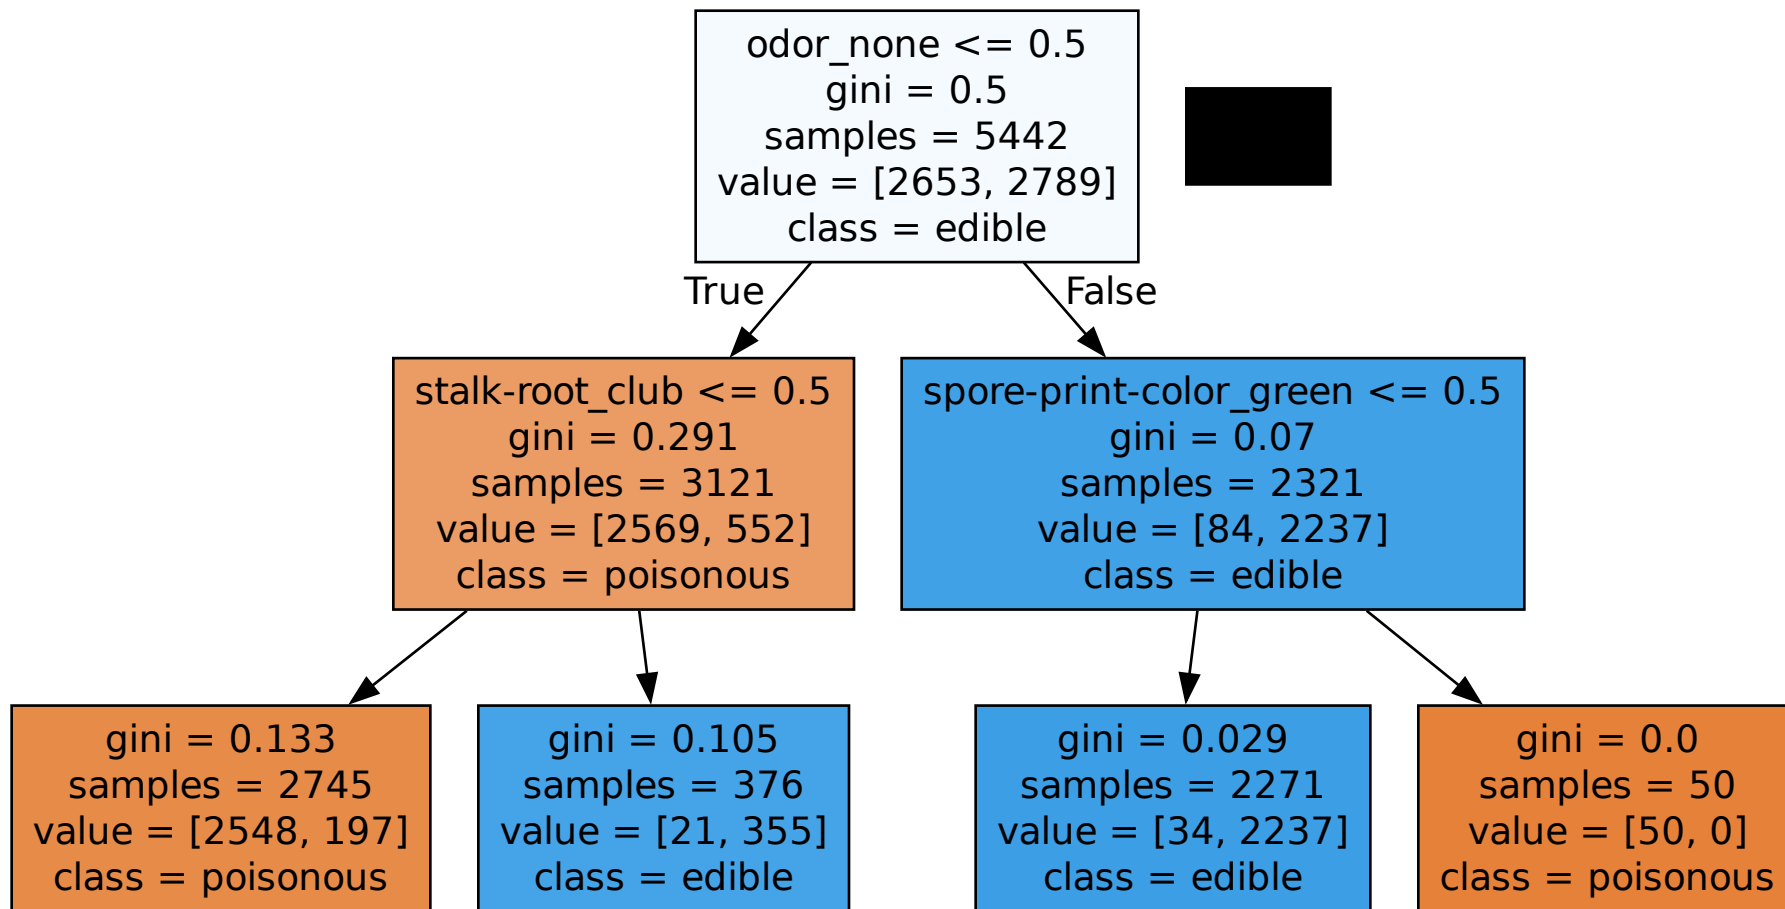 odor_none <= 0.5
gini = 0.5
samples = 5442
value = [2653, 2789]
class = edible
True
False
stalk-root_club <= 0.5
gini = 0.291
samples = 3121
value = [2569, 552]
class = poisonous
spore-print-color_green <= 0.5
gini = 0.07
samples = 2321
value = [84, 2237]
class = edible
gini = 0.133
samples = 2745
value = [2548, 197]
class = poisonous
gini = 0.105
samples = 376
value = [21, 355]
class = edible
gini = 0.029
samples = 2271
value = [34, 2237]
class = edible
gini = 0.0
samples = 50
value = [50, 0]
class = poisonous